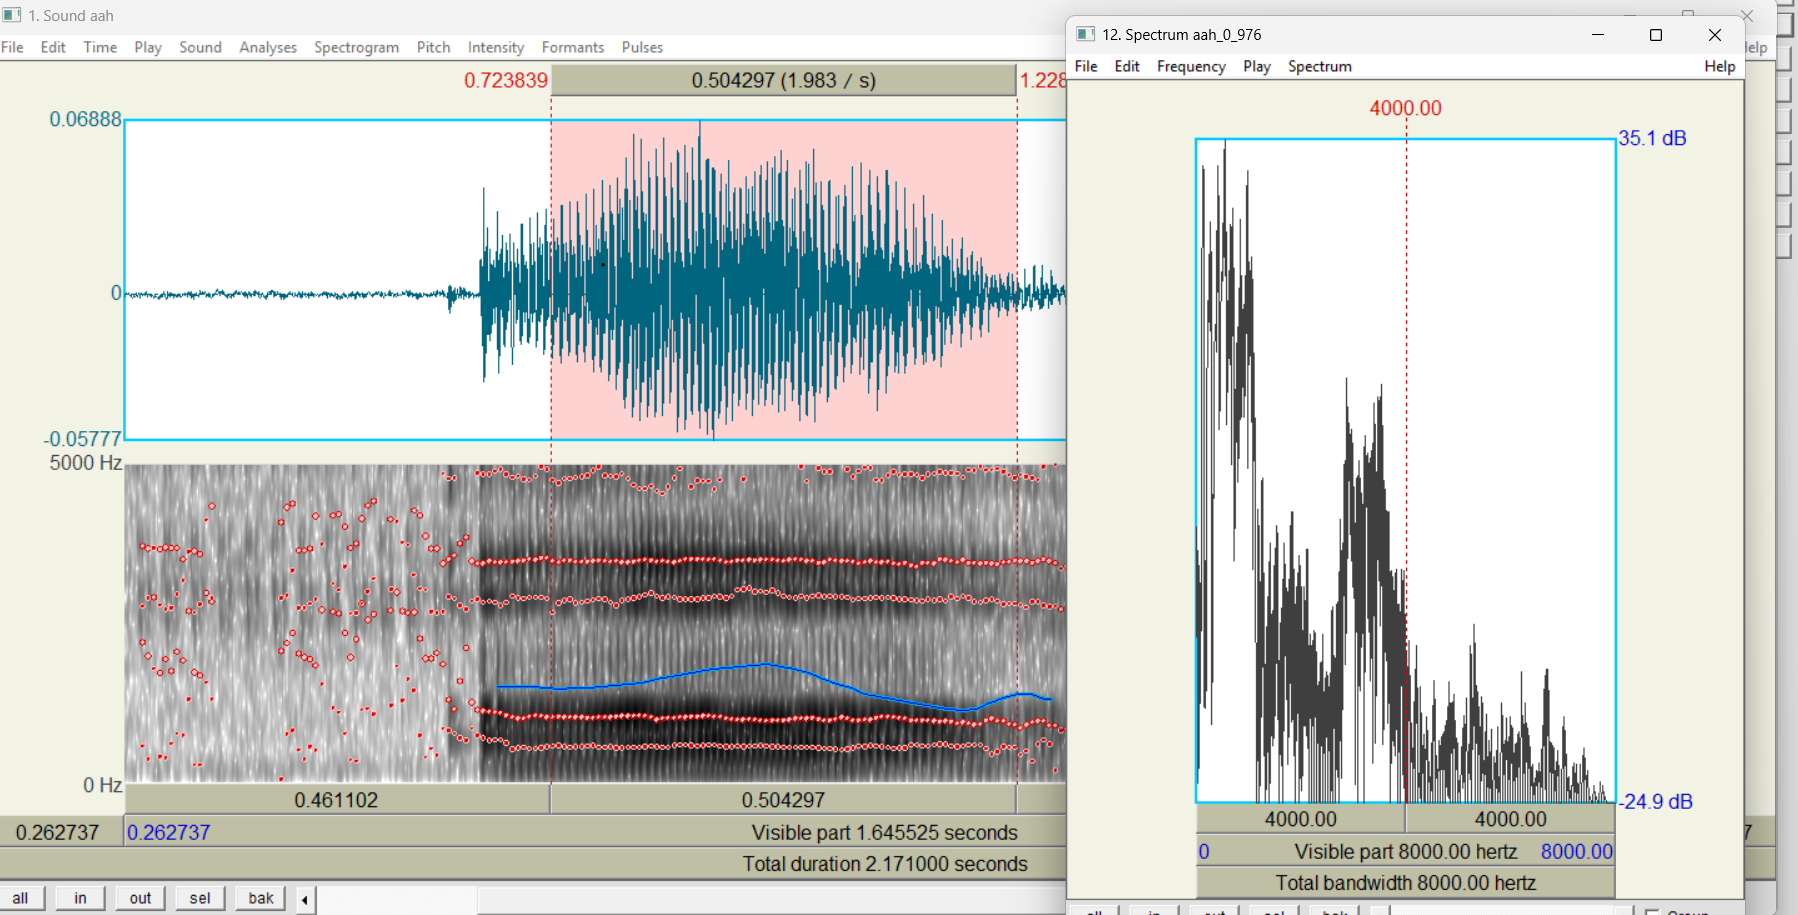 1. Sound aah
File Edit Time Play Sound Analyses Spectrogram Pitch Intensity Formants Pulses
0.723839 0.504297 (1.983 / s) 1.228
0.06888
0
-0.05777
5000 Hz
0 Hz
0.461102 0.504297
0.262737 0.262737 Visible part 1.645525 seconds 7
Total duration 2.171000 seconds
all in out sel bak
12. Spectrum aah_0_976
File Edit Frequency Play Spectrum Help
4000.00
35.1 dB
-24.9 dB
4000.00 4000.00
0 Visible part 8000.00 hertz 8000.00
Total bandwidth 8000.00 hertz